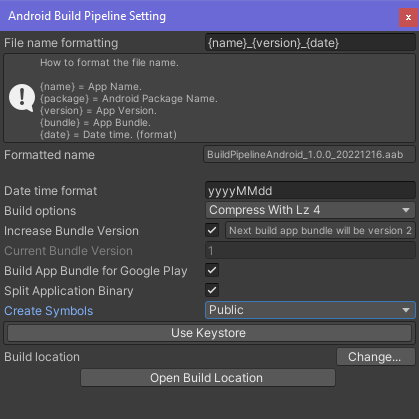 Android Build Pipeline Setting
x
File name formatting {name}_{version}_{date}
How to format the file name.
{name} = App Name.
{package} = Android Package Name.
{version} = App Version.
{bundle} = App Bundle.
{date} = Date time. (format)
Formatted name BuildPipelineAndroid_1.0.0_20221216.aab
Date time format yyyyMMdd
Build options Compress With Lz 4
Increase Bundle Version Next build app bundle will be version 2
Current Bundle Version 1
Build App Bundle for Google Play
Split Application Binary
Create Symbols Public
Use Keystore
Build location Change...
Open Build Location